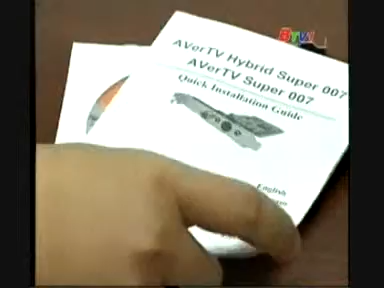 BTV
AVerTV Hybrid Super 007
AVerTV Super 007
Quick Installation Guide
English